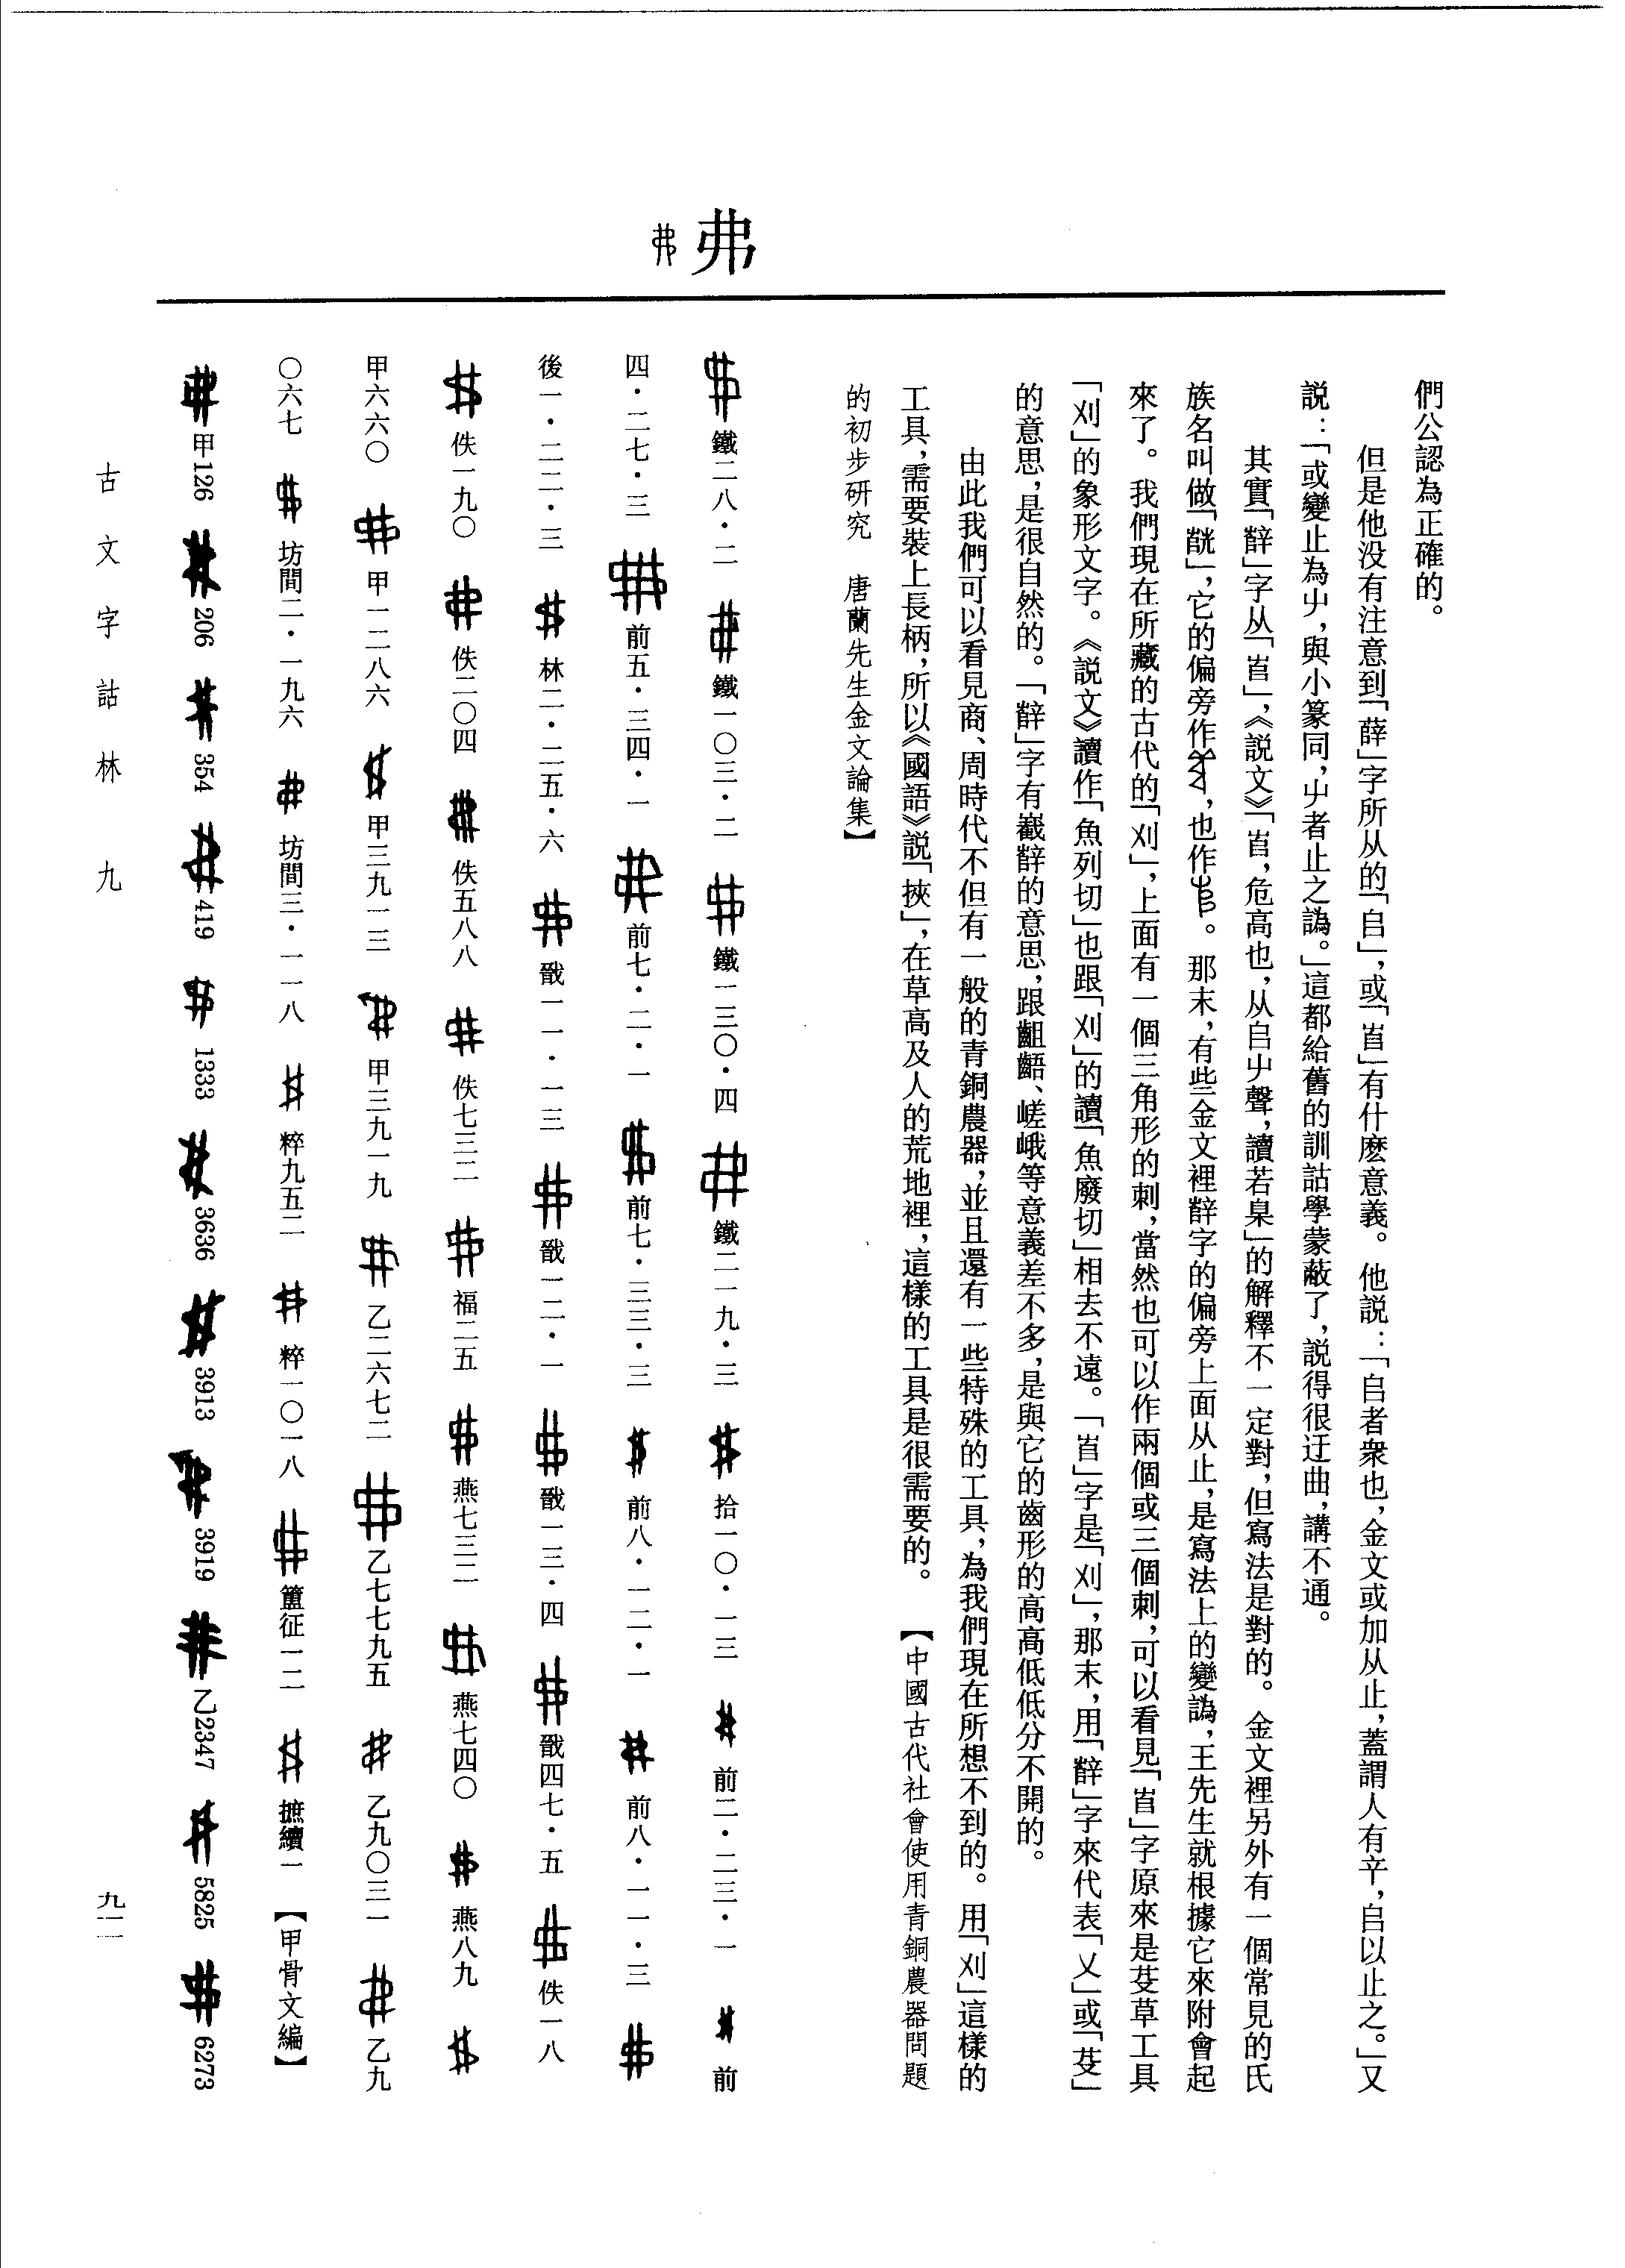 弗
們公認為正確的。
但是他没有注意到「薛」字所从的「𠂤」,或「𡴎」有什麽意義。他説:「𠂤者衆也,金文或加从止,蓋謂人有辛,𠂤以止之。」又
説:「或變止為屮,與小篆同,屮者止之譌。」這都給舊的訓詁學蒙蔽了,説得很迂曲,講不通。
其實「辥」字从「𡴎」,《説文》「𡴎,危高也,从𠂤屮聲,讀若臬」的解釋不一定對,但寫法是對的。金文裡另外有一個常見的氏
族名叫做「」,它的偏旁作,也作。那末,有些金文裡辥字的偏旁上面从止,是寫法上的變譌,王先生就根據它來附會起
來了。我們現在所藏的古代的「刈」,上面有一個三角形的刺,當然也可以作兩個或三個刺,可以看見「𡴎」字原來是芟草工具
「刈」的象形文字。《説文》讀作「魚列切」也跟「刈」的讀「魚廢切」相去不遠。「𡴎」字是「刈」,那末,用「辥」字來代表「乂」或「芟」
的意思,是很自然的。「辥」字有嶻辥的意思,跟齟齬、嵯峨等意義差不多,是與它的齒形的高高低低分不開的。
由此我們可以看見商、周時代不但有一般的青銅農器,並且還有一些特殊的工具,為我們現在所想不到的。用「刈」這樣的
工具,需要裝上長柄,所以《國語》説「挾」,在草高及人的荒地裡,這樣的工具是很需要的。　【中國古代社會使用青銅農器問題
的初步研究　唐蘭先生金文論集】
鐵二八・二　鐵一〇三・二　鐵一三〇・四　鐵二一九・三　拾一〇・一三　前二・二三・一　前
四・二七・三　前五・三四・一　前七・二・一　前七・三三・三　前八・一二・一　前八・一一・三
後一・二二・三　林二・二五・六　戩一一・一三　戩一二・一　戩一三・四　戩四七・五　佚一八
佚一九〇　佚二〇四　佚五八八　佚七三二　福二五　燕七三二　燕七四〇　燕八九
甲六六〇　甲一二八六　甲三九一三　甲三九一九　乙二六七二　乙七七九五　乙九〇三一　乙九
〇六七　坊間二・一九六　坊間三・一一八　粹九五二　粹一〇一八　簠征一二　摭續一　【甲骨文編】
甲126　206　354　419　1333　3636　3913　3919　乙2347　5825　6273
古文字詁林　九
九二